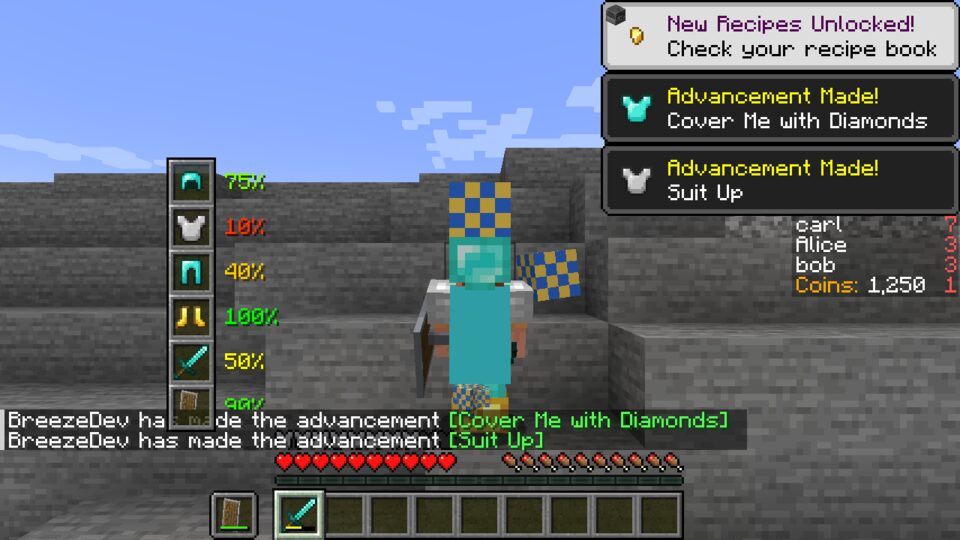 New Recipes Unlocked!
Check your recipe book
Advancement Made!
Cover Me with Diamonds
Advancement Made!
Suit Up
75%
10%
40%
100%
50%
90%
carl 7
Alice 3
bob 3
Coins: 1,250 1
BreezeDev has made the advancement [Cover Me with Diamonds]
BreezeDev has made the advancement [Suit Up]